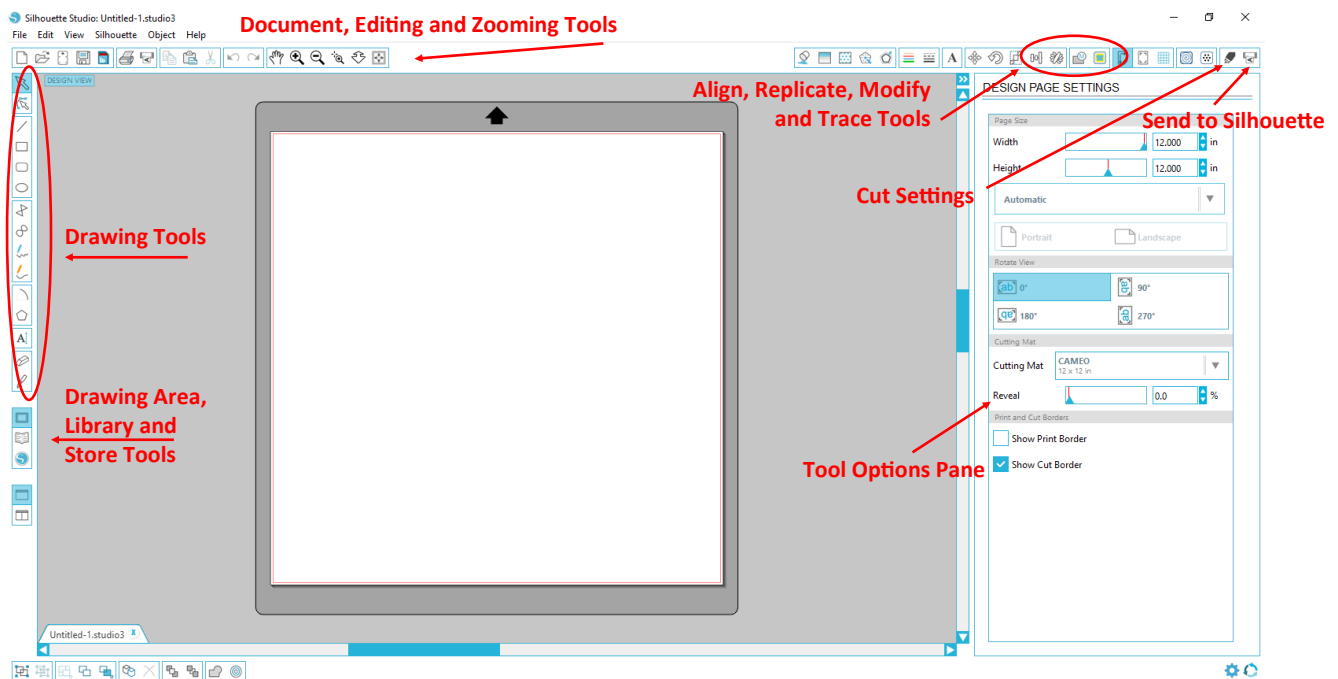 Silhouette Studio: Untitled-1.studio3
Document, Editing and Zooming Tools
File Edit View Silhouette Object Help
A
DESIGN VIEW
Align, Replicate, Modify
and Trace Tools
DESIGN PAGE SETTINGS
Send to Silhouette
Page Size
Width 12.000 in
Height 12.000 in
Cut Settings
Automatic
Portrait Landscape
Drawing Tools
Rotate View
ab 0° ab 90°
ab 180° ab 270°
A
Cutting Mat
Cutting Mat CAMEO
12 x 12 in
Reveal 0.0 %
Drawing Area,
Library and
Store Tools
Print and Cut Borders
Show Print Border
Tool Options Pane
Show Cut Border
Untitled-1.studio3 x